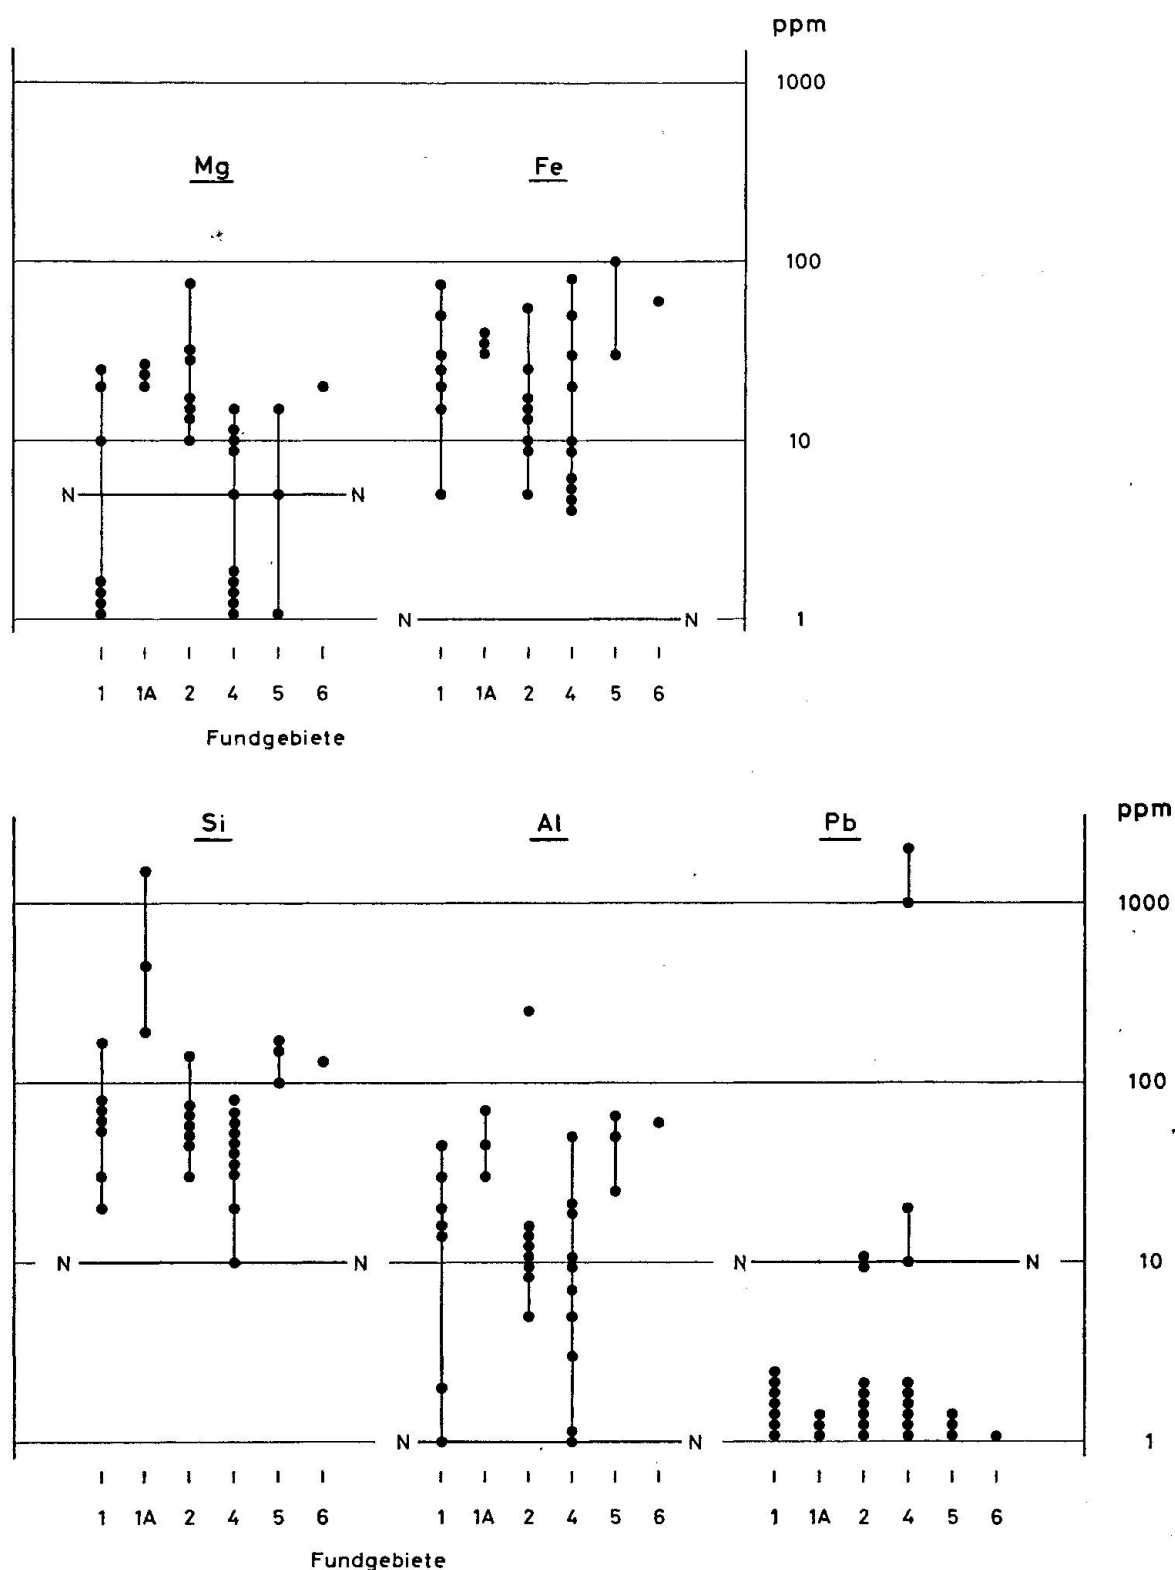 ppm
1000
Mg Fe
100
10
N N
N N 1
1 1A 2 4 5 6 1 1A 2 4 5 6
Fundgebiete
ppm
Si Al Pb
1000
100
N N N N 10
N N 1
1 1A 2 4 5 6 1 1A 2 4 5 6 1 1A 2 4 5 6
Fundgebiete